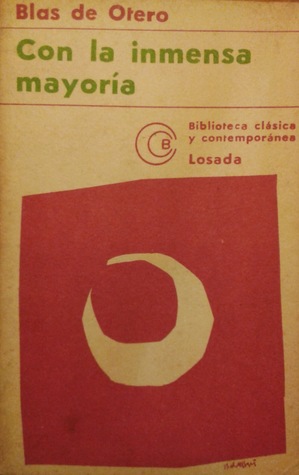 Blas de Otero
Con la inmensa
mayoría
B
Biblioteca clásica
y contemporánea
Losada